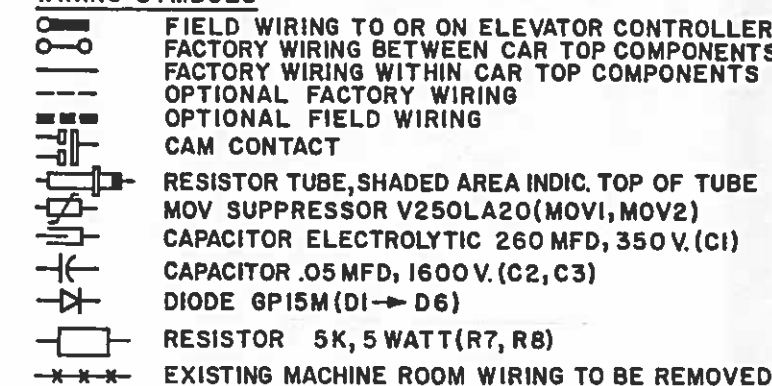 FIELD WIRING TO OR ON ELEVATOR CONTROLLER
FACTORY WIRING BETWEEN CAR TOP COMPONENTS
FACTORY WIRING WITHIN CAR TOP COMPONENTS
OPTIONAL FACTORY WIRING
OPTIONAL FIELD WIRING
CAM CONTACT
RESISTOR TUBE, SHADED AREA INDIC. TOP OF TUBE
MOV SUPPRESSOR V250LA20(MOV1, MOV2)
CAPACITOR ELECTROLYTIC 260 MFD, 350 V. (C1)
CAPACITOR .05 MFD, 1600 V. (C2, C3)
DIODE GP15M (D1→D6)
RESISTOR 5K, 5 WATT(R7, R8)
EXISTING MACHINE ROOM WIRING TO BE REMOVED